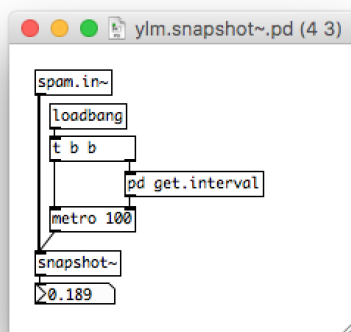 ylm.snapshot~.pd (4 3)
spam.in~
loadbang
t b b
pd get.interval
metro 100
snapshot~
0.189